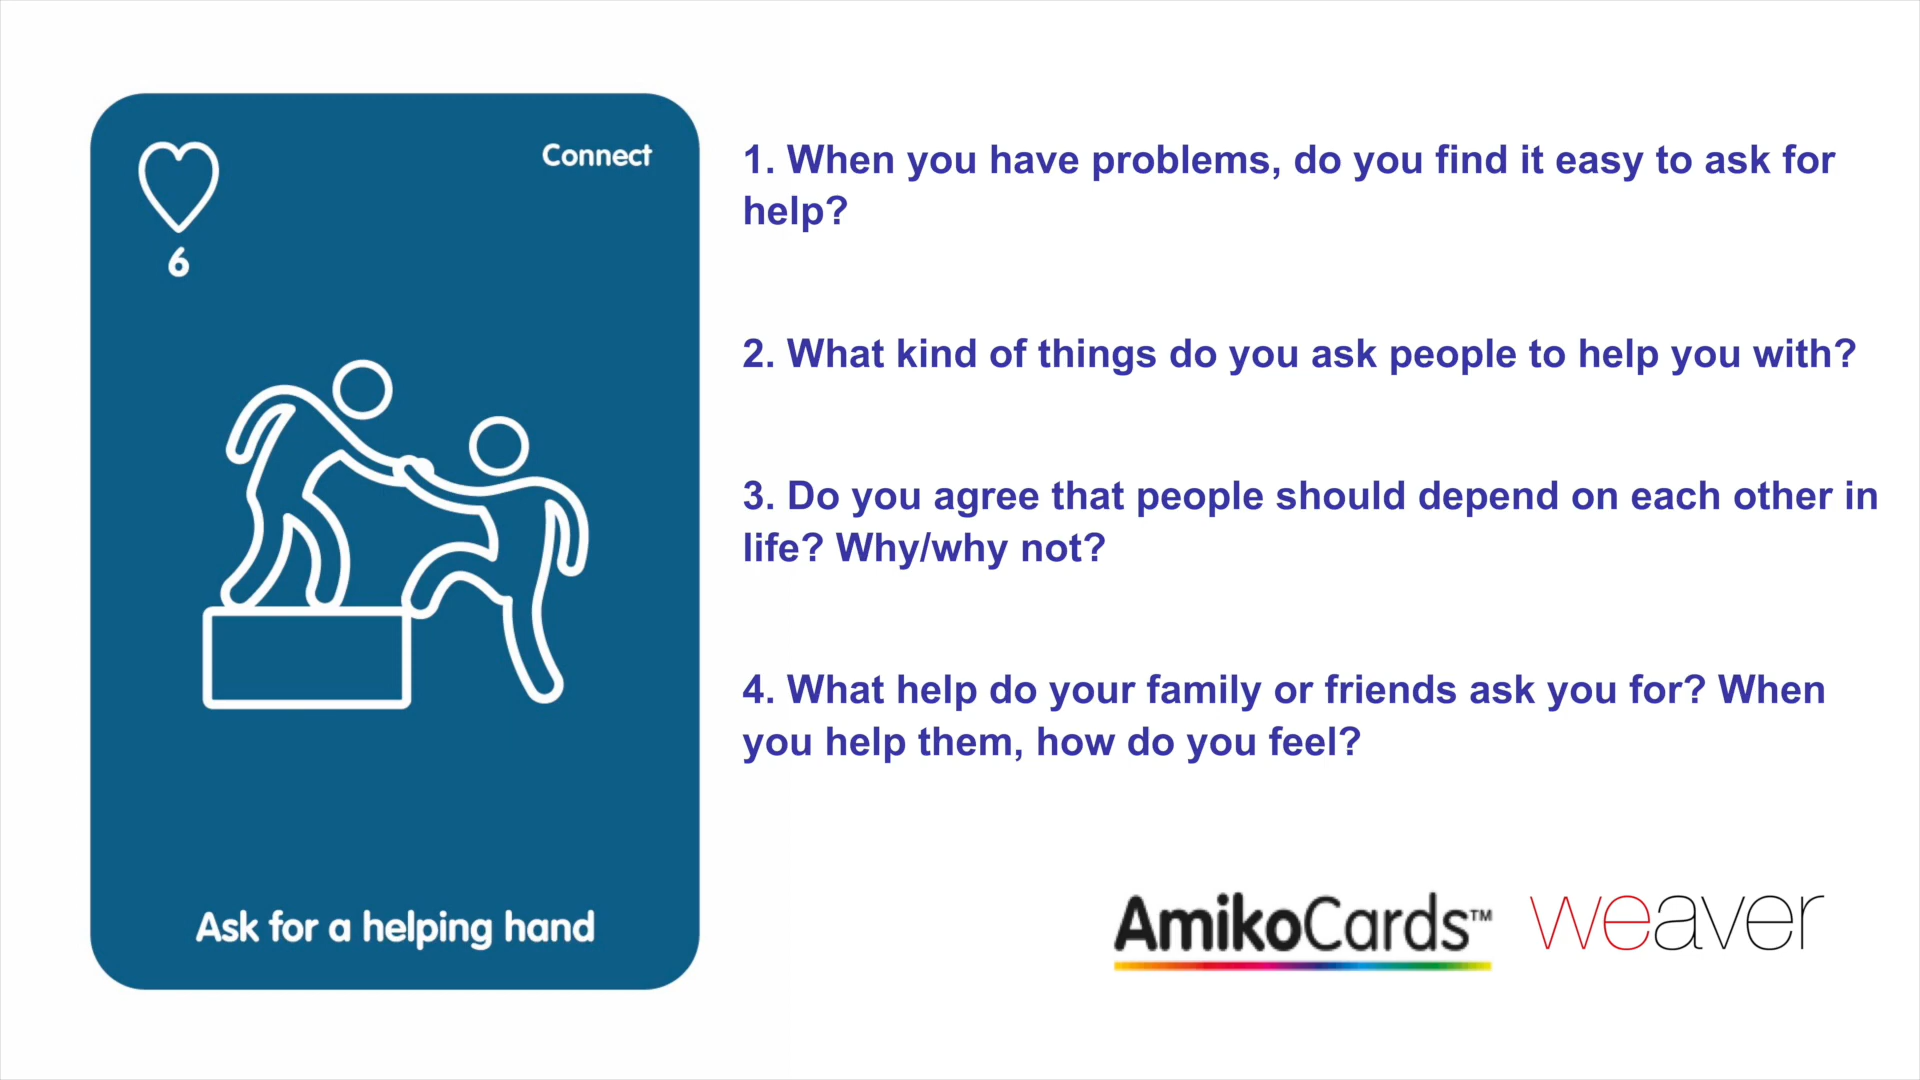 Connect
6
Ask for a helping hand
1. When you have problems, do you find it easy to ask for
help?
2. What kind of things do you ask people to help you with?
3. Do you agree that people should depend on each other in
life? Why/why not?
4. What help do your family or friends ask you for? When
you help them, how do you feel?
AmikoCards™
weaver